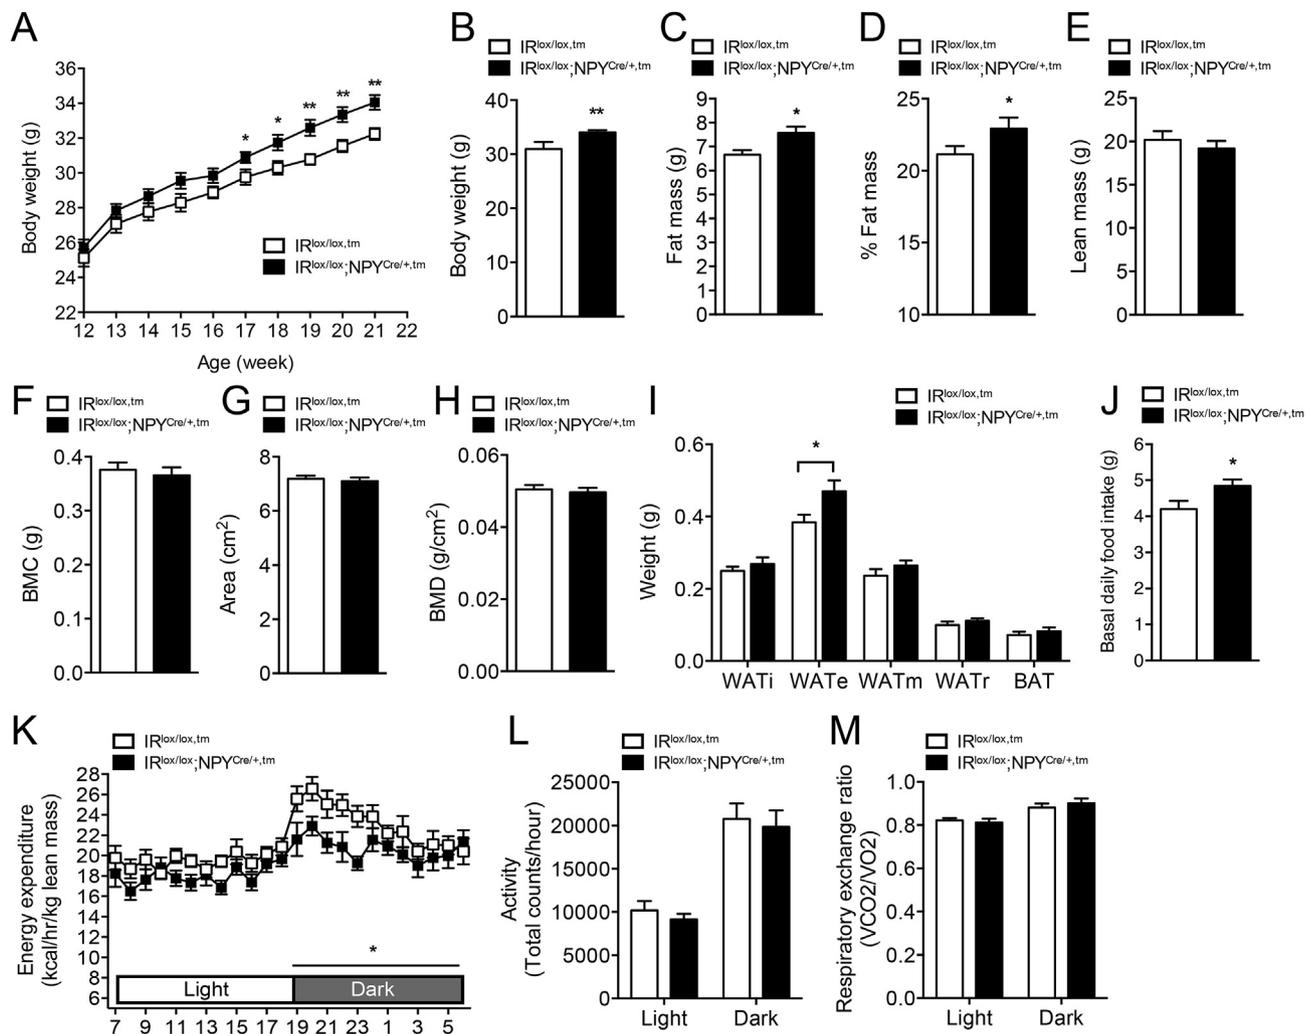 A
Body weight (g)
36
34
32
30
28
26
24
22
* * ** ** **
IRlox/lox,tm
IRlox/lox;NPYCre/+,tm
12 13 14 15 16 17 18 19 20 21 22
Age (week)
B
IRlox/lox,tm
IRlox/lox;NPYCre/+,tm
Body weight (g)
40
30
20
10
0
**
C
IRlox/lox,tm
IRlox/lox;NPYCre/+,tm
Fat mass (g)
9
8
7
6
5
4
3
2
1
0
*
D
IRlox/lox,tm
IRlox/lox;NPYCre/+,tm
% Fat mass
25
20
15
10
*
E
IRlox/lox,tm
IRlox/lox;NPYCre/+,tm
Lean mass (g)
25
20
15
10
5
0
F
IRlox/lox,tm
IRlox/lox;NPYCre/+,tm
BMC (g)
0.4
0.3
0.2
0.1
0.0
G
IRlox/lox,tm
IRlox/lox;NPYCre/+,tm
Area (cm2)
8
6
4
2
0
H
IRlox/lox,tm
IRlox/lox;NPYCre/+,tm
BMD (g/cm2)
0.06
0.04
0.02
0.00
I
IRlox/lox,tm
IRlox/lox;NPYCre/+,tm
Weight (g)
0.6
0.4
0.2
0.0
*
WATi WATe WATm WATr BAT
J
IRlox/lox,tm
IRlox/lox;NPYCre/+,tm
Basal daily food intake (g)
6
5
4
3
2
1
0
*
K
IRlox/lox,tm
IRlox/lox;NPYCre/+,tm
Energy expenditure
(kcal/hr/kg lean mass)
28
26
24
22
20
18
16
14
12
10
8
6
*
Light Dark
7 9 11 13 15 17 19 21 23 1 3 5
L
IRlox/lox,tm
IRlox/lox;NPYCre/+,tm
Activity
(Total counts/hour)
25000
20000
15000
10000
5000
0
Light Dark
M
IRlox/lox,tm
IRlox/lox;NPYCre/+,tm
Respiratory exchange ratio
(VCO2/VO2)
1.0
0.8
0.6
0.4
0.2
0.0
Light Dark